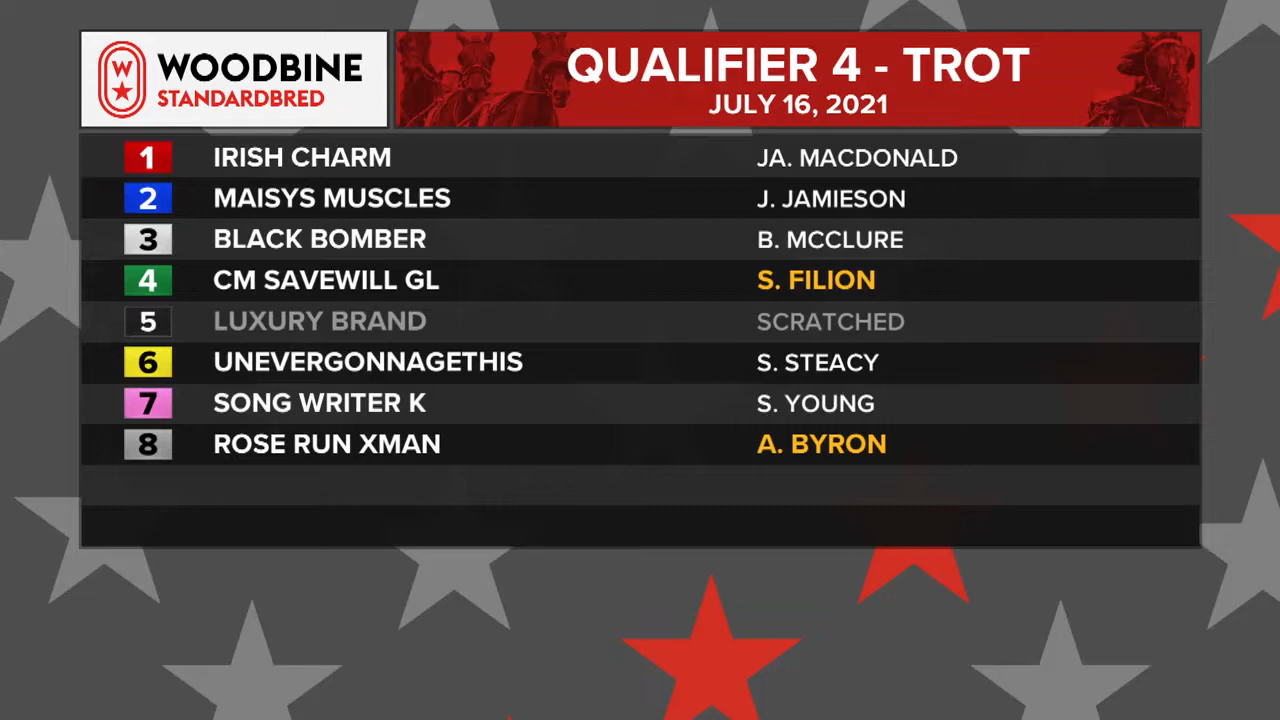 W
WOODBINE
STANDARDBRED
QUALIFIER 4 - TROT
JULY 16, 2021
1 IRISH CHARM JA. MACDONALD
2 MAISYS MUSCLES J. JAMIESON
3 BLACK BOMBER B. MCCLURE
4 CM SAVEWILL GL S. FILION
5 LUXURY BRAND SCRATCHED
6 UNEVERGONNAGETHIS S. STEACY
7 SONG WRITER K S. YOUNG
8 ROSE RUN XMAN A. BYRON